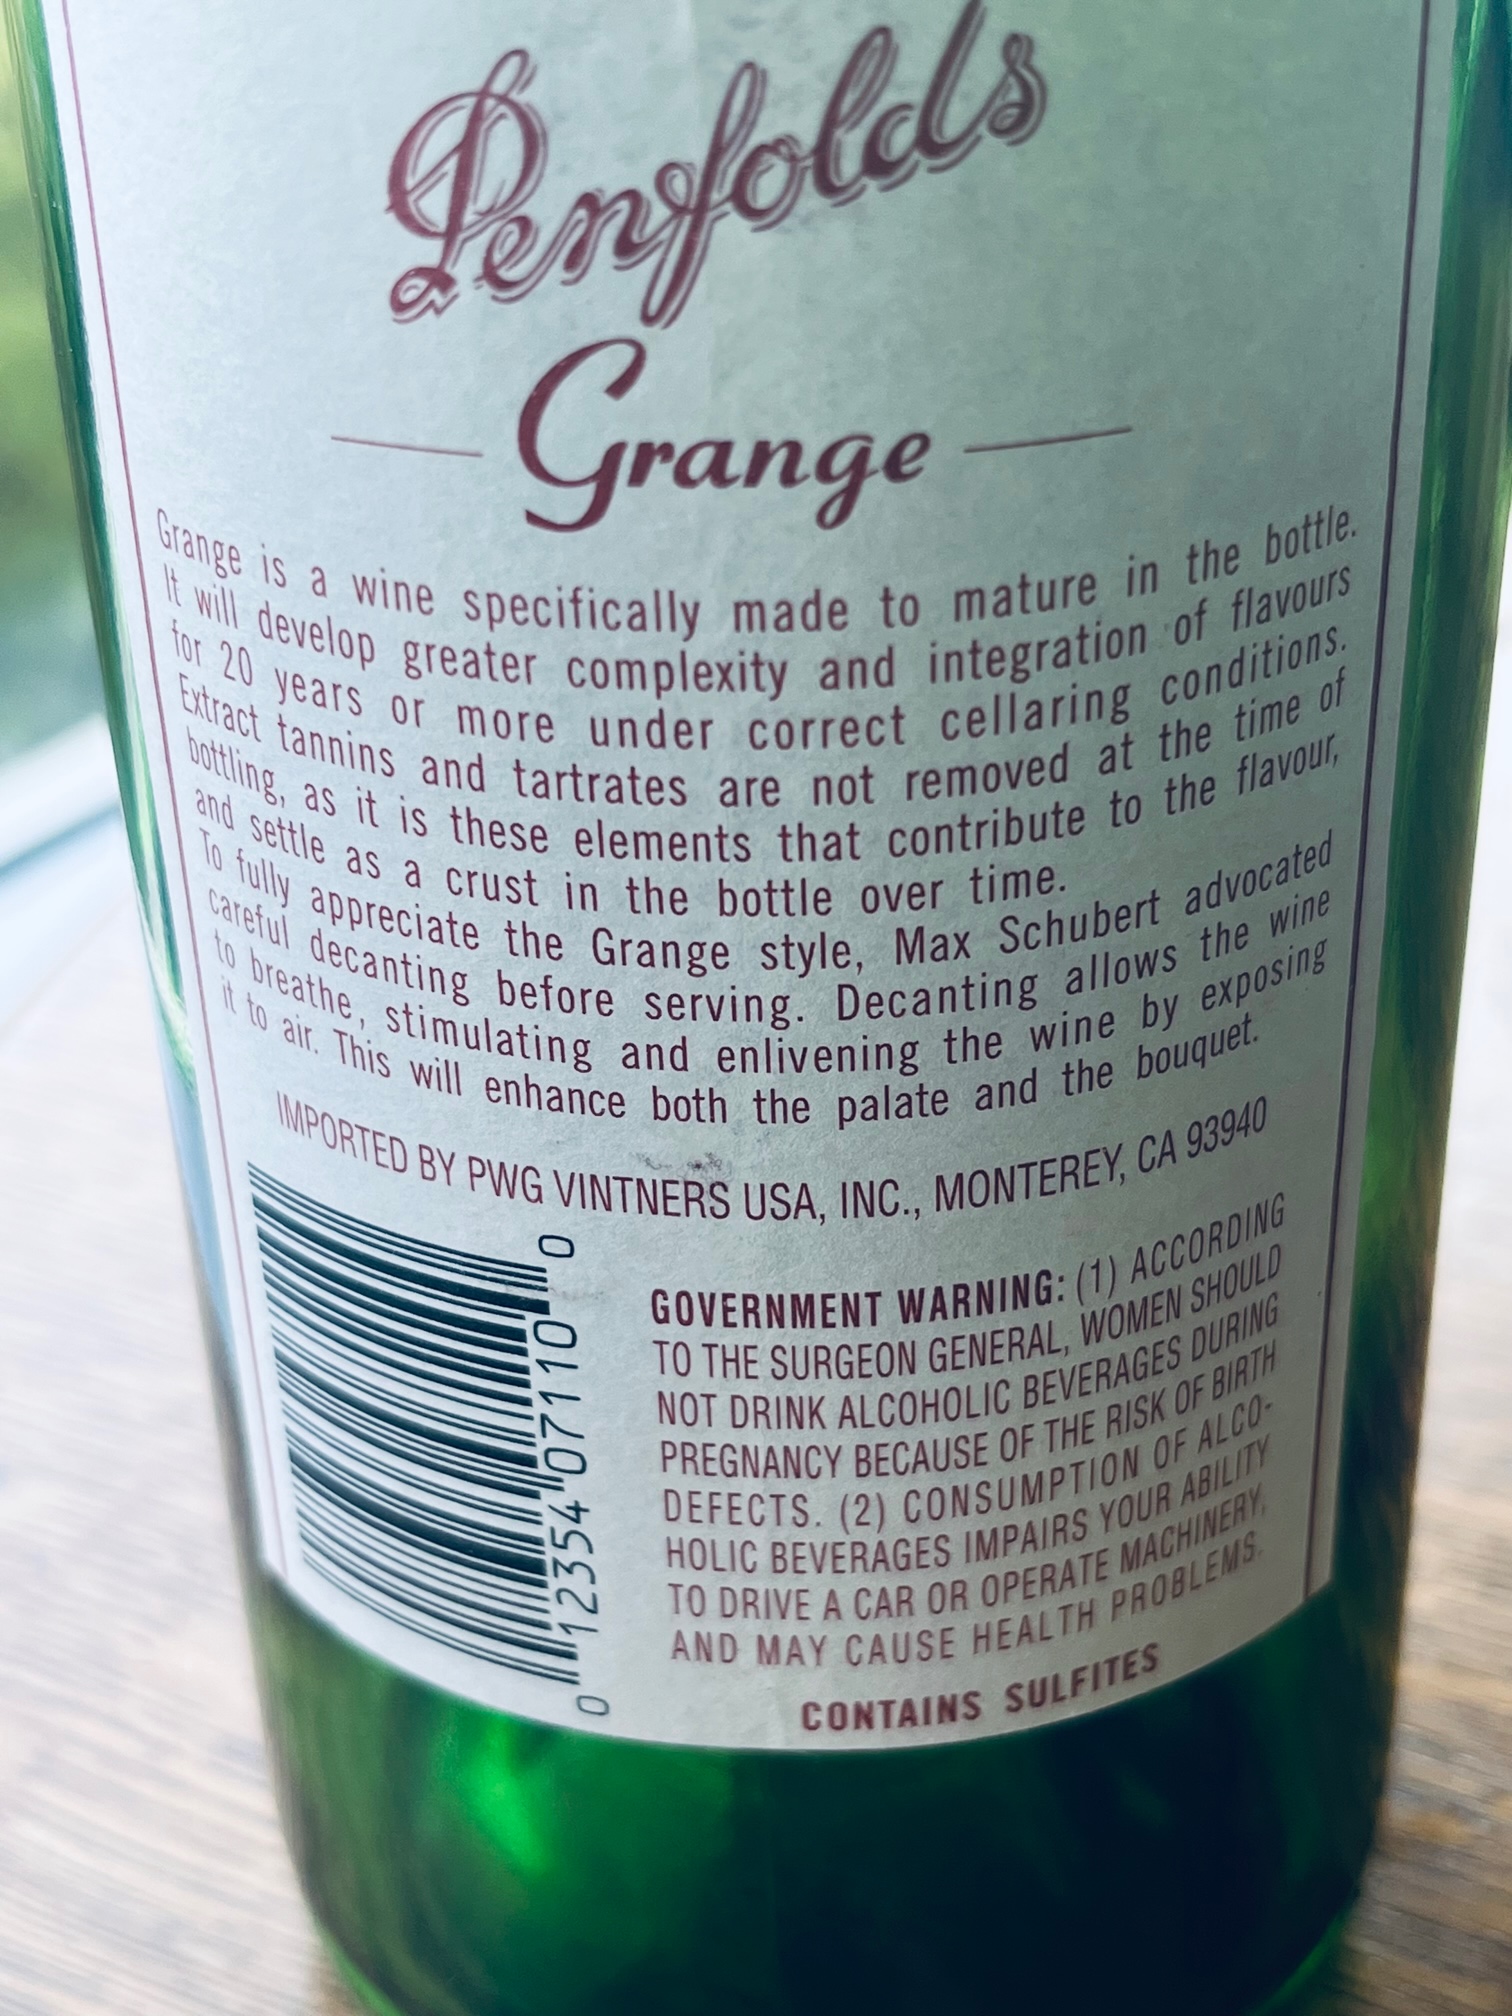 Penfolds
Grange
Grange is a wine specifically made to mature in the bottle.
It will develop greater complexity and integration of flavours
for 20 years or more under correct cellaring conditions.
Extract tannins and tartrates are not removed at the time of
bottling, as it is these elements that contribute to the flavour,
and settle as a crust in the bottle over time.
To fully appreciate the Grange style, Max Schubert advocated
careful decanting before serving. Decanting allows the wine
to breathe, stimulating and enlivening the wine by exposing
it to air. This will enhance both the palate and the bouquet.
IMPORTED BY PWG VINTNERS USA, INC., MONTEREY, CA 93940
0 12354 07110 0
GOVERNMENT WARNING: (1) ACCORDING
TO THE SURGEON GENERAL, WOMEN SHOULD
NOT DRINK ALCOHOLIC BEVERAGES DURING
PREGNANCY BECAUSE OF THE RISK OF BIRTH
DEFECTS. (2) CONSUMPTION OF ALCO-
HOLIC BEVERAGES IMPAIRS YOUR ABILITY
TO DRIVE A CAR OR OPERATE MACHINERY,
AND MAY CAUSE HEALTH PROBLEMS.
CONTAINS SULFITES